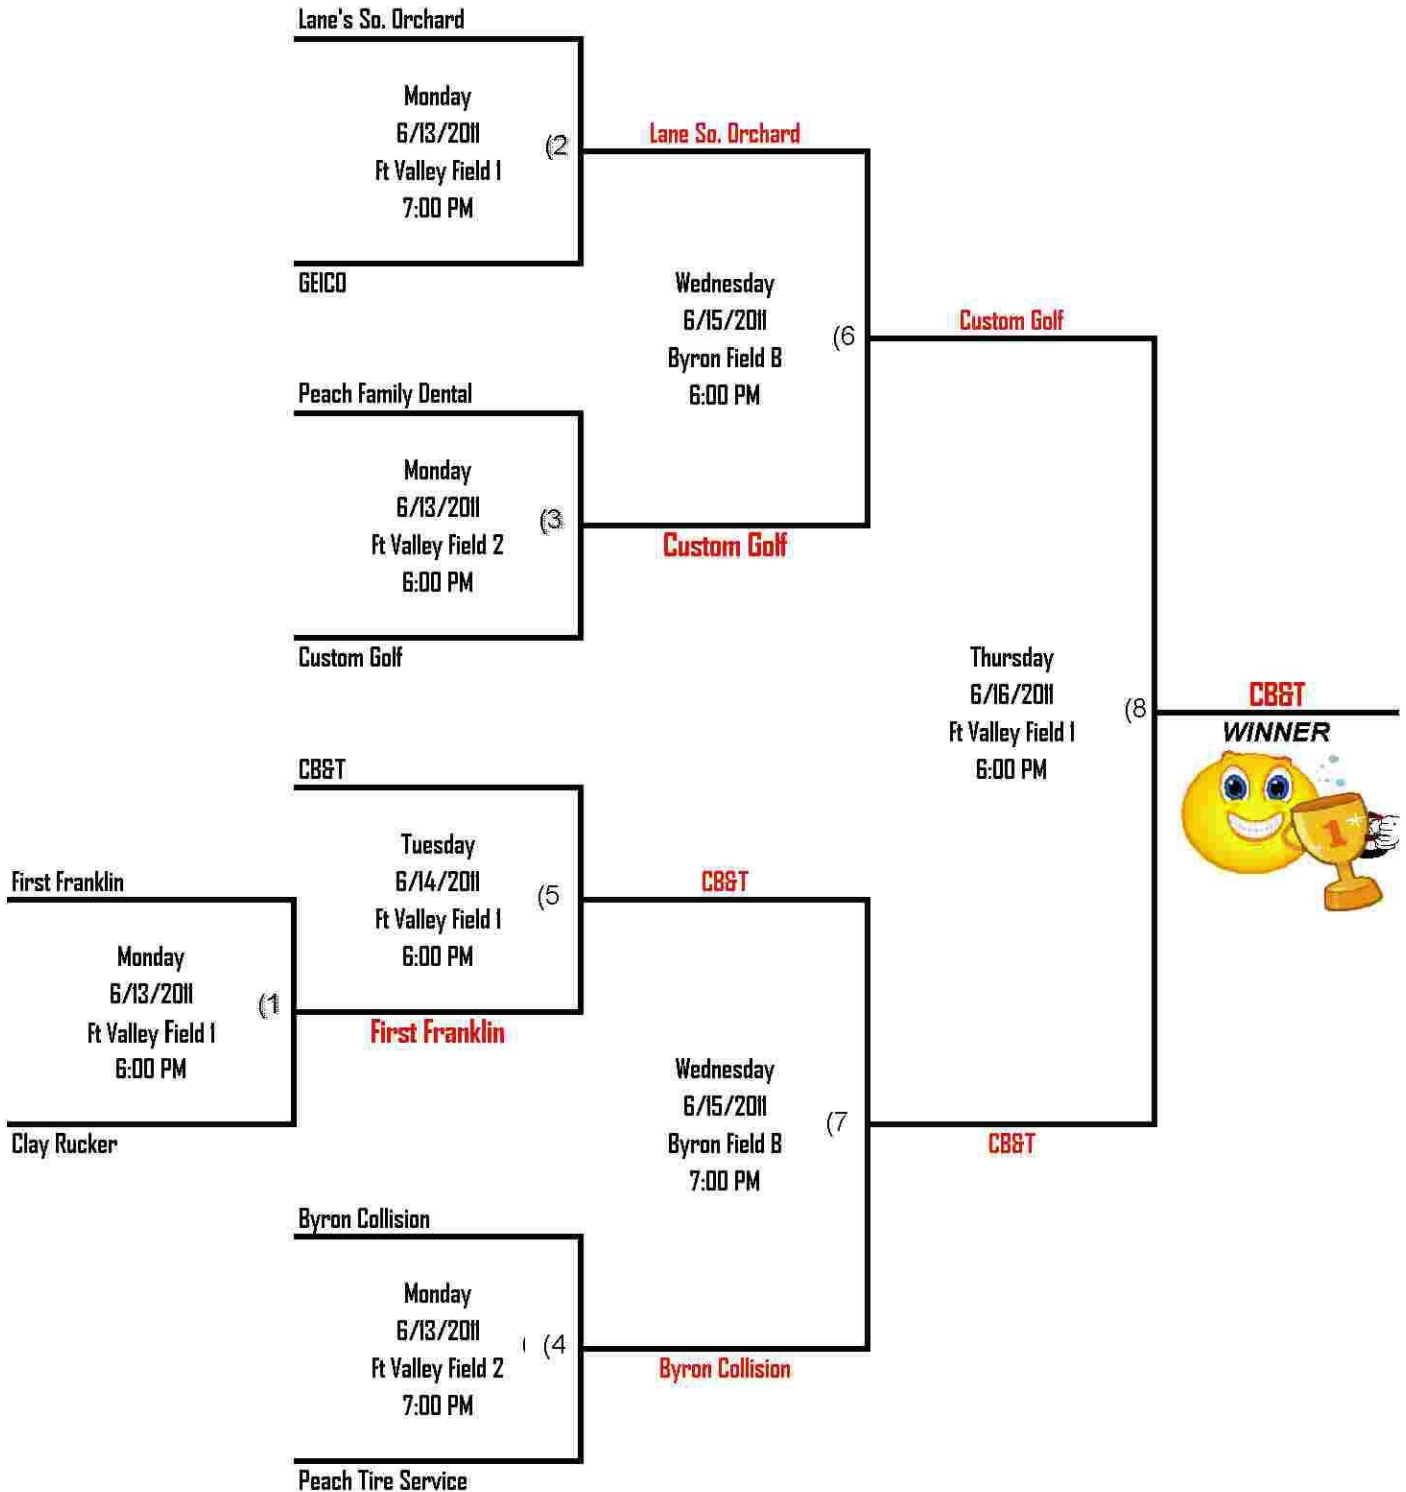 Lane's So. Orchard
Monday
6/13/2011
Ft Valley Field 1
7:00 PM
(2
GEICO
Lane So. Orchard
Wednesday
6/15/2011
Byron Field B
6:00 PM
(6
Peach Family Dental
Monday
6/13/2011
Ft Valley Field 2
6:00 PM
(3
Custom Golf
Custom Golf
Custom Golf
Thursday
6/16/2011
Ft Valley Field 1
6:00 PM
(8
CB&T
WINNER
1
CB&T
Tuesday
6/14/2011
Ft Valley Field 1
6:00 PM
(5
First Franklin
Monday
6/13/2011
Ft Valley Field 1
6:00 PM
(1
Clay Rucker
First Franklin
CB&T
Wednesday
6/15/2011
Byron Field B
7:00 PM
(7
CB&T
Byron Collision
Monday
6/13/2011
Ft Valley Field 2
7:00 PM
(4
Byron Collision
Peach Tire Service